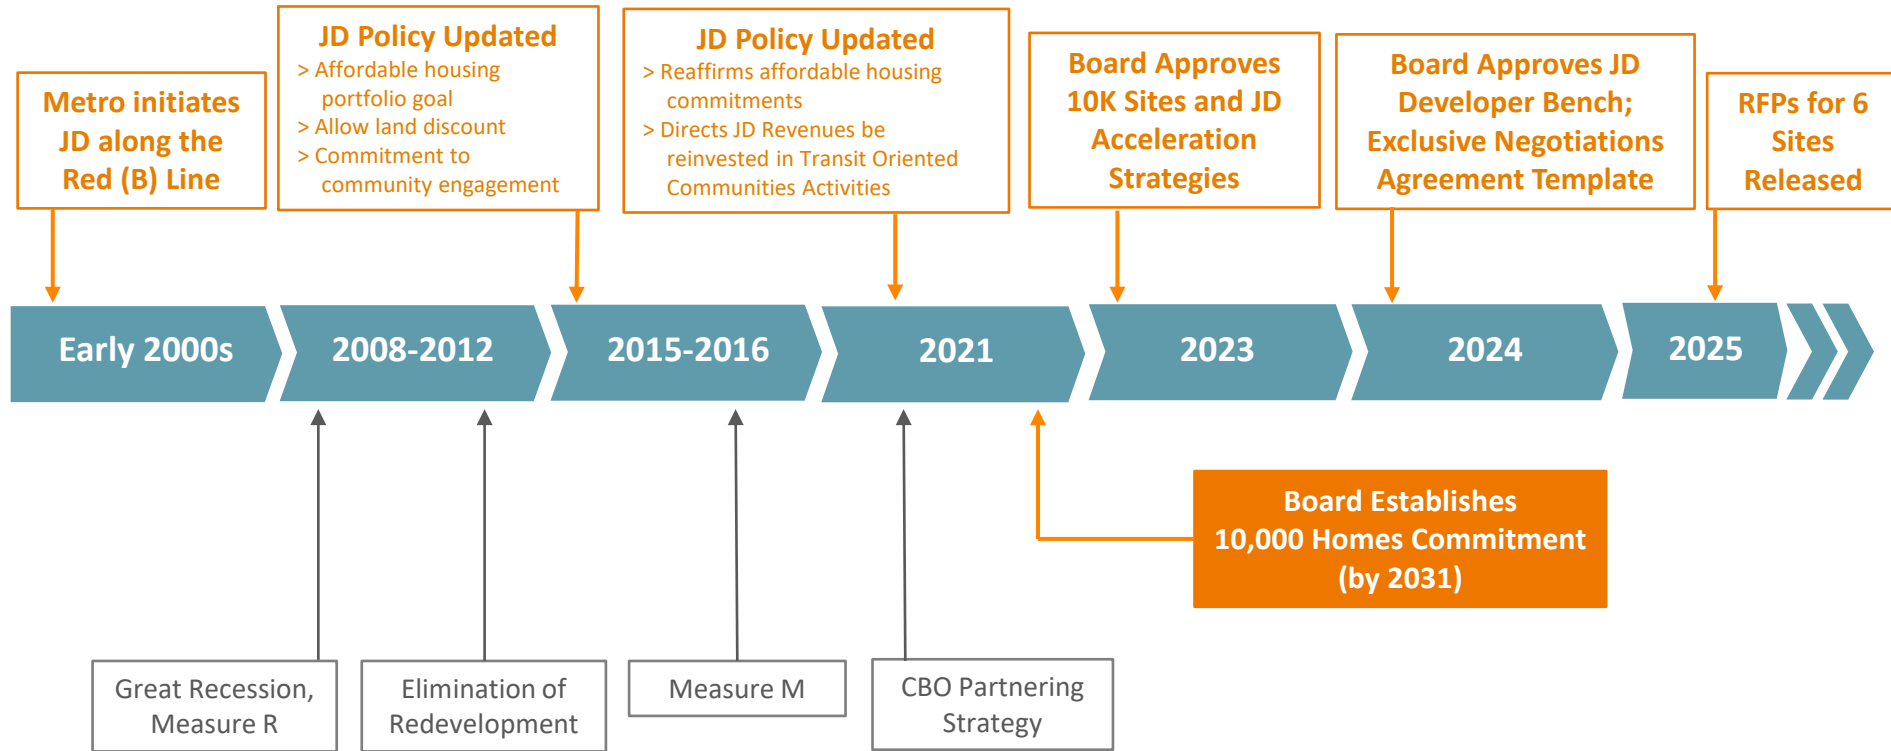 Metro initiates
JD along the
Red (B) Line
JD Policy Updated
> Affordable housing
portfolio goal
> Allow land discount
> Commitment to
community engagement
JD Policy Updated
> Reaffirms affordable housing
commitments
> Directs JD Revenues be
reinvested in Transit Oriented
Communities Activities
Board Approves
10K Sites and JD
Acceleration
Strategies
Board Approves JD
Developer Bench;
Exclusive Negotiations
Agreement Template
RFPs for 6
Sites
Released
Early 2000s
2008-2012
2015-2016
2021
2023
2024
2025
Board Establishes
10,000 Homes Commitment
(by 2031)
Great Recession,
Measure R
Elimination of
Redevelopment
Measure M
CBO Partnering
Strategy